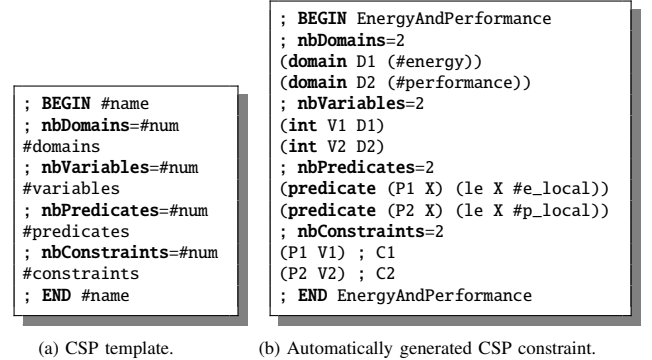 ; BEGIN #name
; nbDomains=#num
#domains
; nbVariables=#num
#variables
; nbPredicates=#num
#predicates
; nbConstraints=#num
#constraints
; END #name
(a) CSP template.
; BEGIN EnergyAndPerformance
; nbDomains=2
(domain D1 (#energy))
(domain D2 (#performance))
; nbVariables=2
(int V1 D1)
(int V2 D2)
; nbPredicates=2
(predicate (P1 X) (le X #e_local))
(predicate (P2 X) (le X #p_local))
; nbConstraints=2
(P1 V1) ; C1
(P2 V2) ; C2
; END EnergyAndPerformance
(b) Automatically generated CSP constraint.